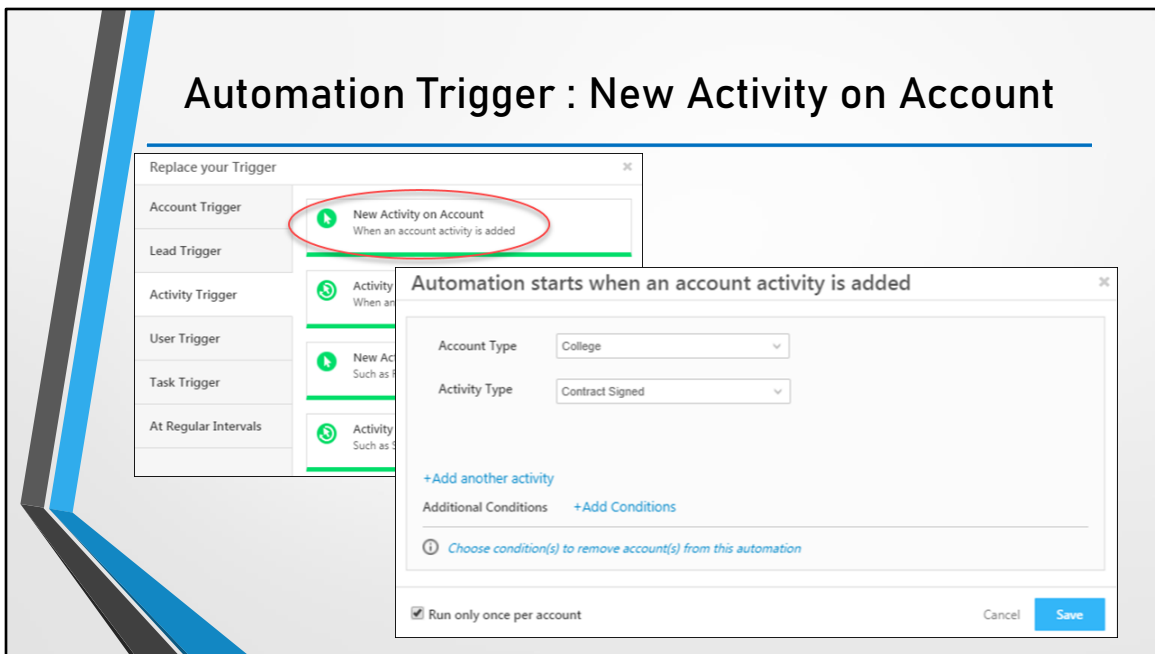 Automation Trigger : New Activity on Account
Replace your Trigger
Account Trigger
Lead Trigger
Activity Trigger
User Trigger
Task Trigger
At Regular Intervals
New Activity on Account
When an account activity is added
Activity
When an
New Ac
Such as
Activity
Such as S
Automation starts when an account activity is added
Account Type College
Activity Type Contract Signed
+Add another activity
Additional Conditions +Add Conditions
Choose condition(s) to remove account(s) from this automation
Run only once per account
Cancel Save